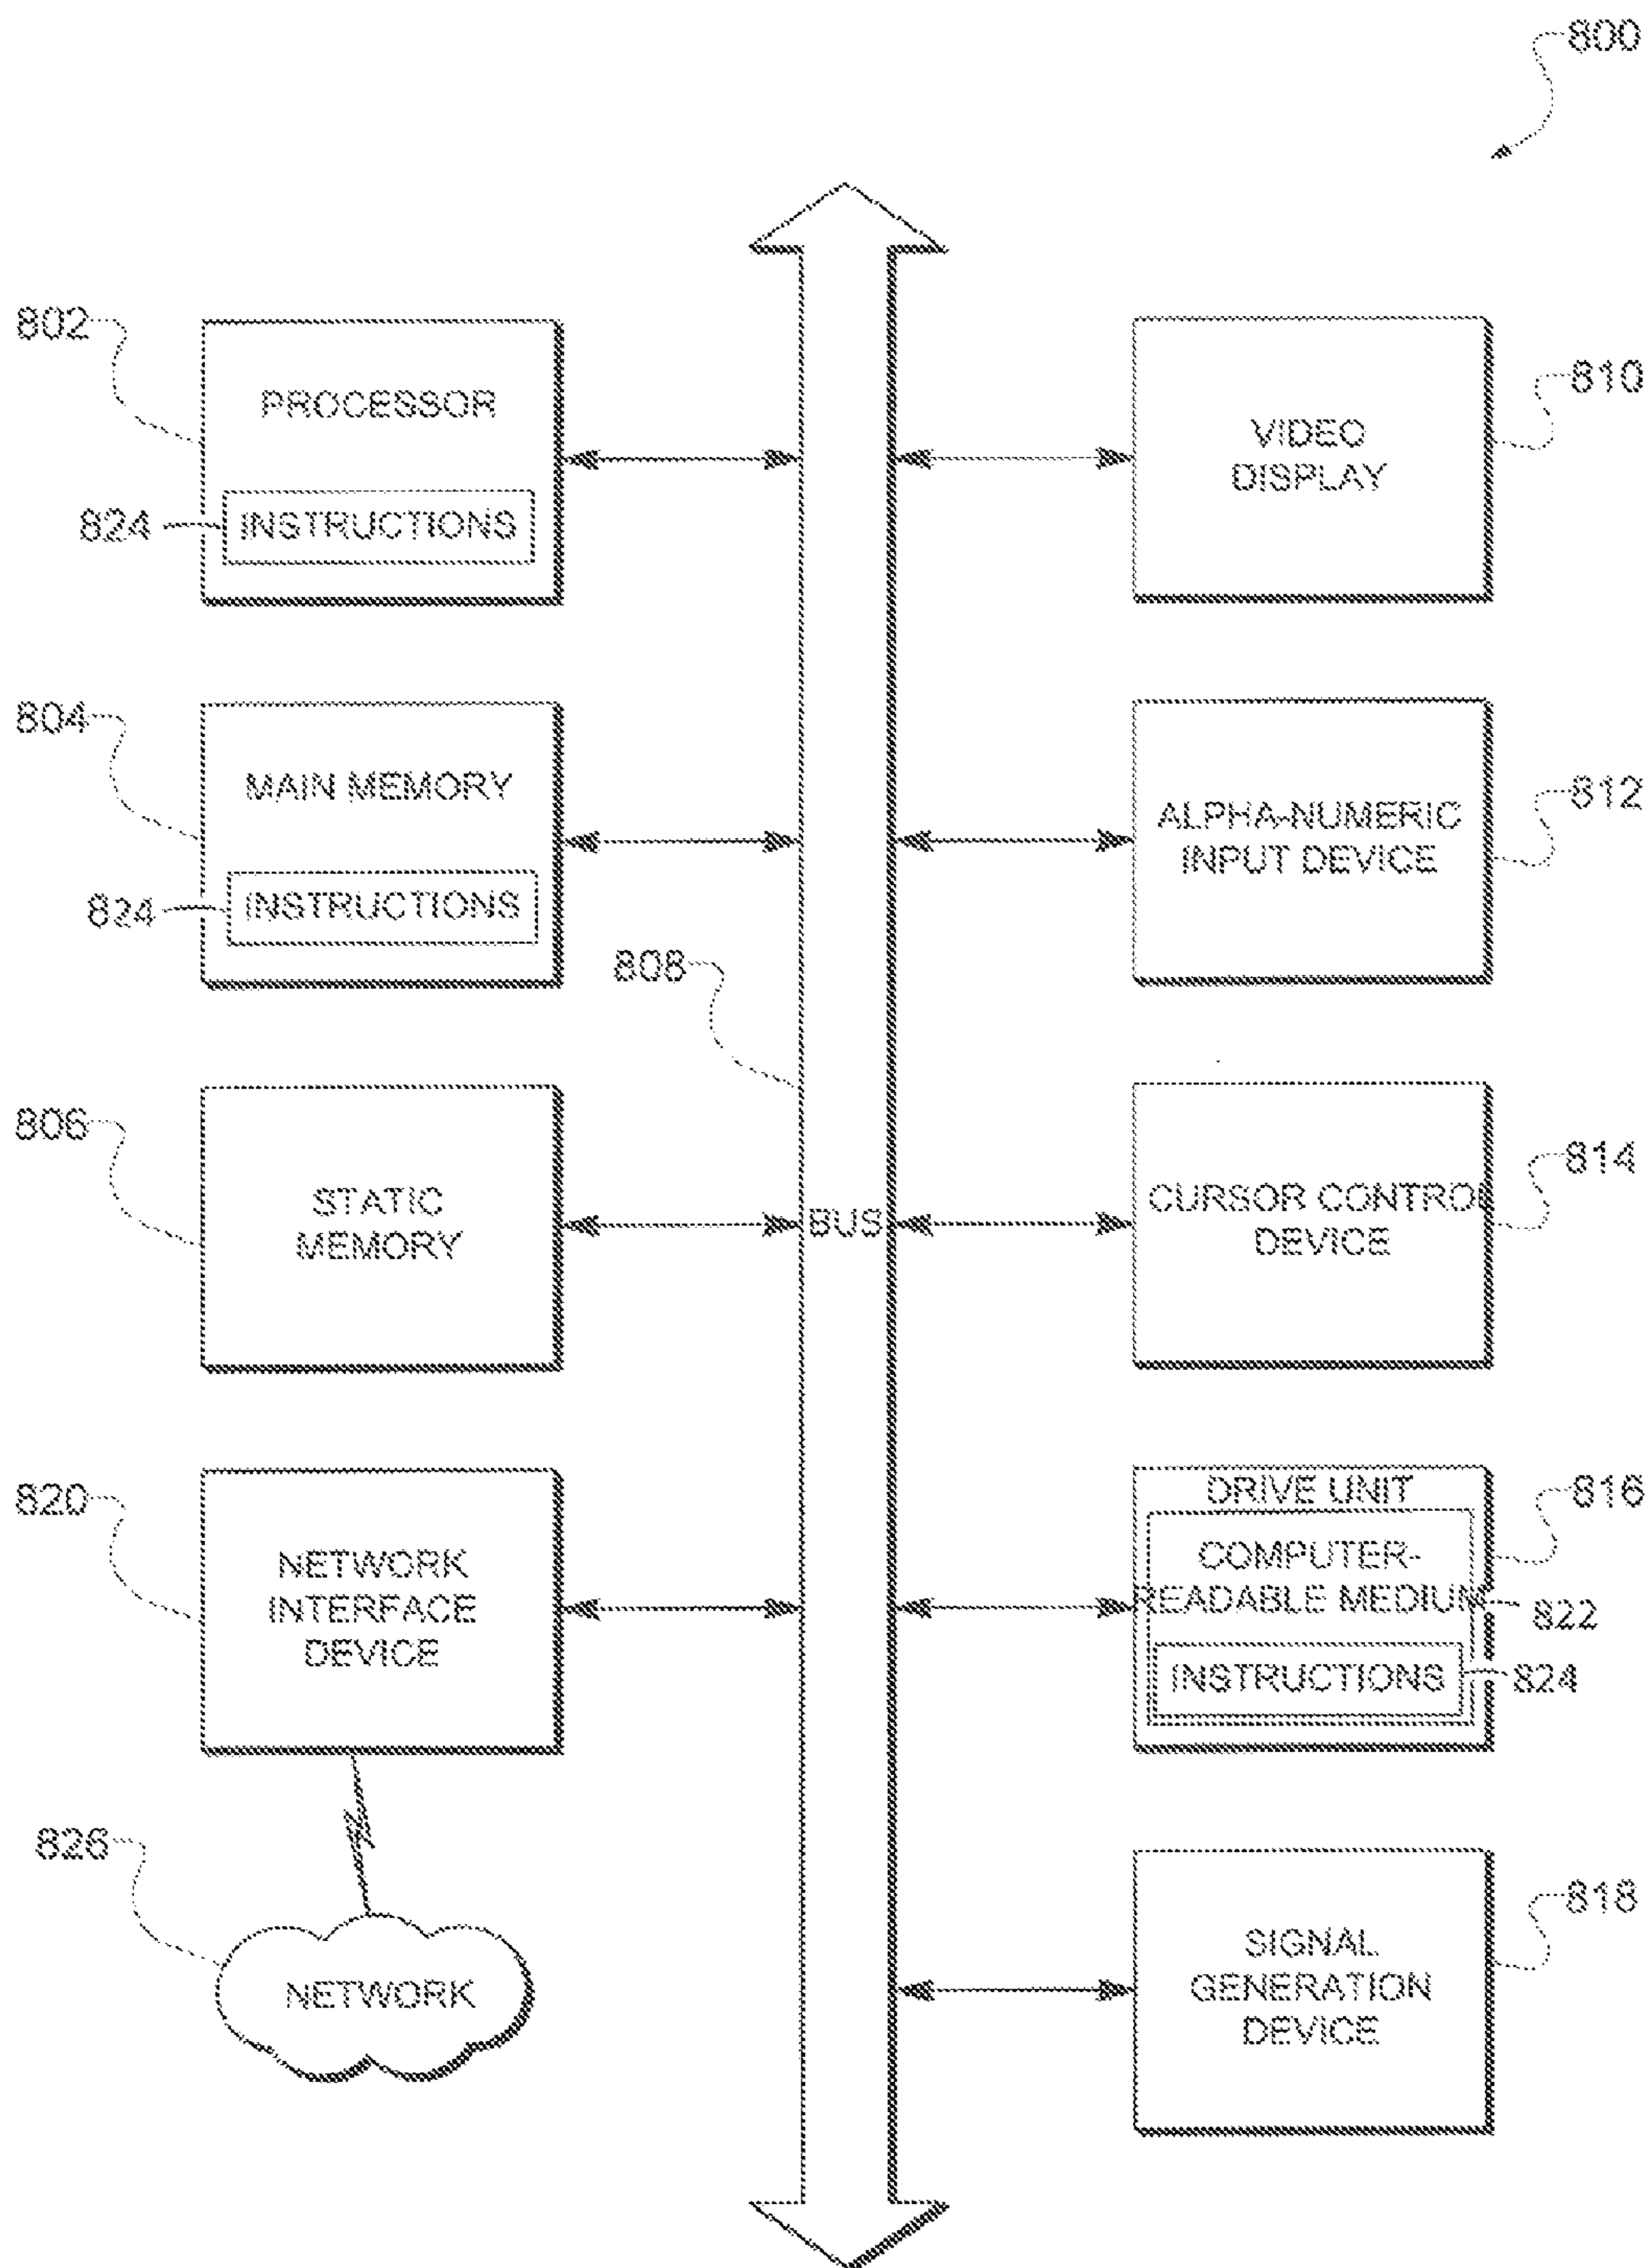 800
802
PROCESSOR
824
INSTRUCTIONS
810
VIDEO
DISPLAY
804
MAIN MEMORY
824
INSTRUCTIONS
812
ALPHA-NUMERIC
INPUT DEVICE
808
806
STATIC
MEMORY
BUS
814
CURSOR CONTROL
DEVICE
820
NETWORK
INTERFACE
DEVICE
816
DRIVE UNIT
COMPUTER-
READABLE MEDIUM
822
INSTRUCTIONS
824
826
NETWORK
818
SIGNAL
GENERATION
DEVICE